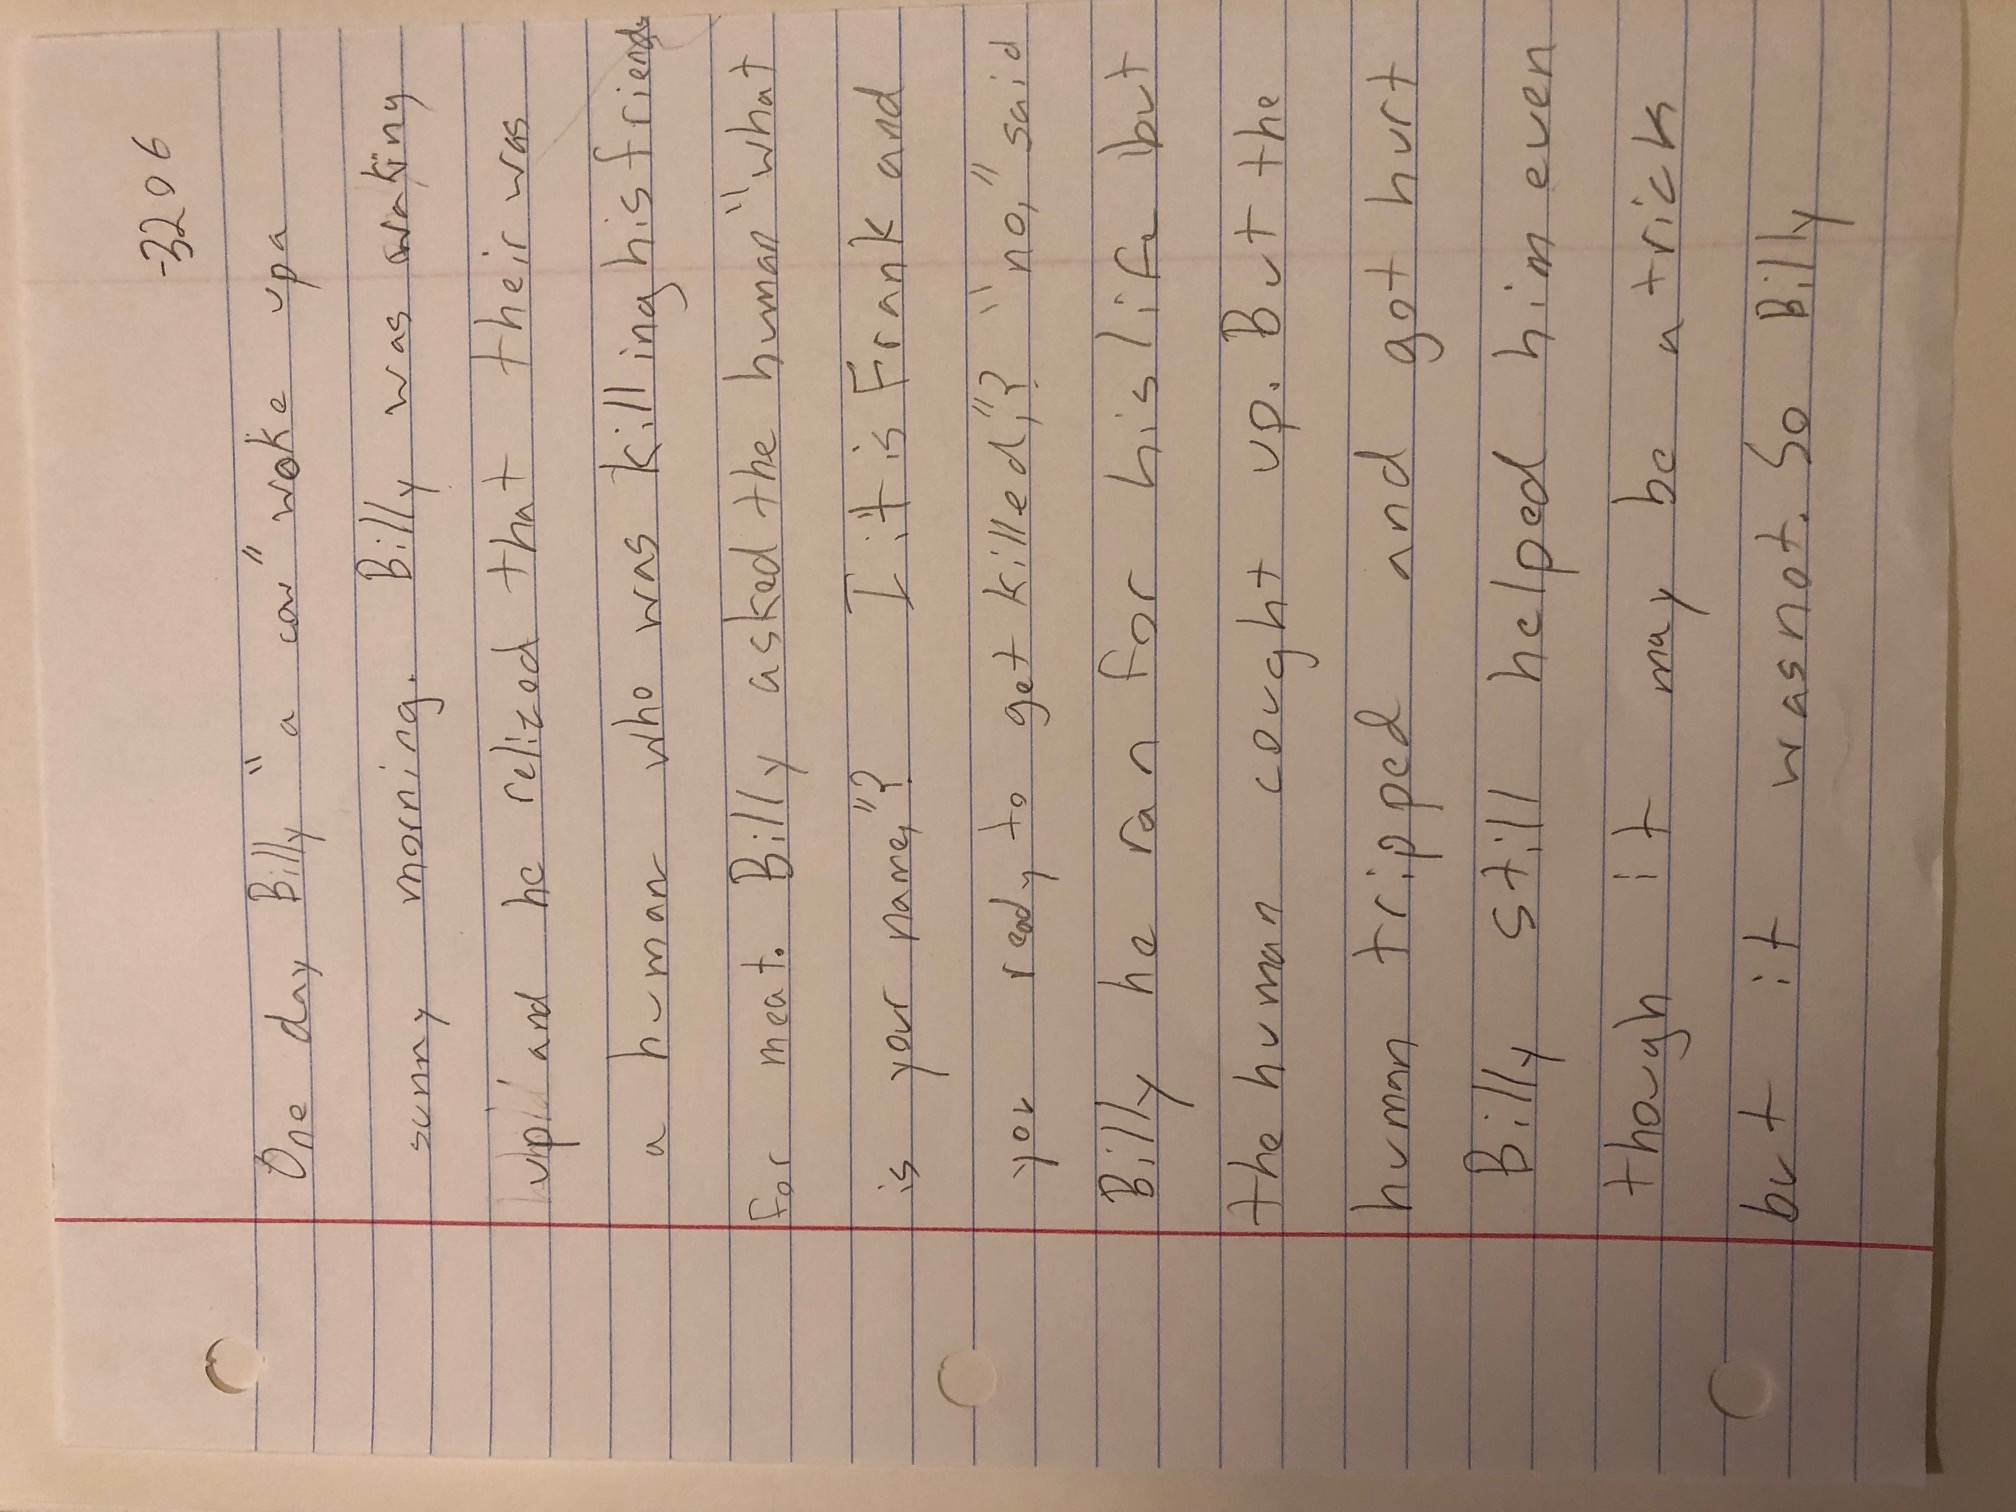 -3206
One day Billy "a cow" woke up a
sunny morning. Billy was waking
up and he relized that their was
a human who was killing his friends
for meat. Billy asked the human "what
is your name,"? I it is Frank and
you ready to get killed,"? "no," said
Billy he ran for his life but
the human cought up. But the
human tripped and got hurt
Billy still helped him even
though it may be a trick
but it was not. So Billy